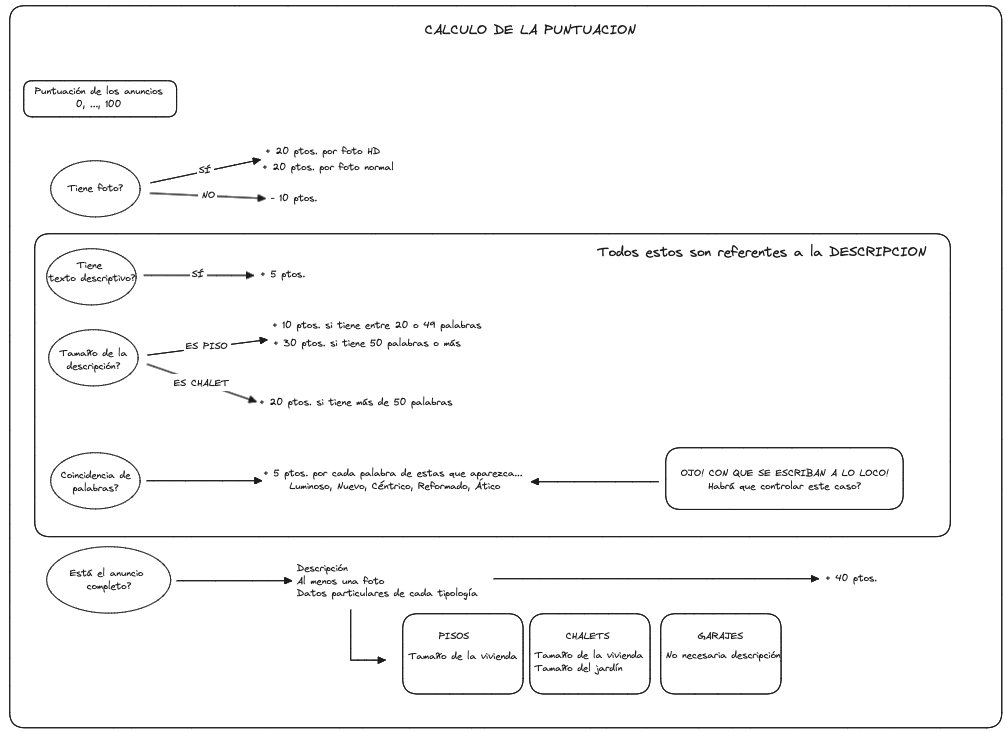 CALCULO DE LA PUNTUACION
Puntuación de los anuncios
0, ..., 100
Tiene foto?
SÍ
+ 20 ptos. por foto HD
+ 20 ptos. por foto normal
NO
- 10 ptos.
Todos estos son referentes a la DESCRIPCION
Tiene
texto descriptivo?
SÍ
+ 5 ptos.
Tamaño de la
descripción?
ES PISO
+ 10 ptos. si tiene entre 20 o 49 palabras
+ 30 ptos. si tiene 50 palabras o más
ES CHALET
+ 20 ptos. si tiene más de 50 palabras
Coincidencia de
palabras?
+ 5 ptos. por cada palabra de estas que aparezca...
Luminoso, Nuevo, Céntrico, Reformado, Ático
OJO! CON QUE SE ESCRIBAN A LO LOCO!
Habrá que controlar este caso?
Está el anuncio
completo?
Descripción
Al menos una foto
Datos particulares de cada tipología
+ 40 ptos.
PISOS
Tamaño de la vivienda
CHALETS
Tamaño de la vivienda
Tamaño del jardín
GARAJES
No necesaria descripción